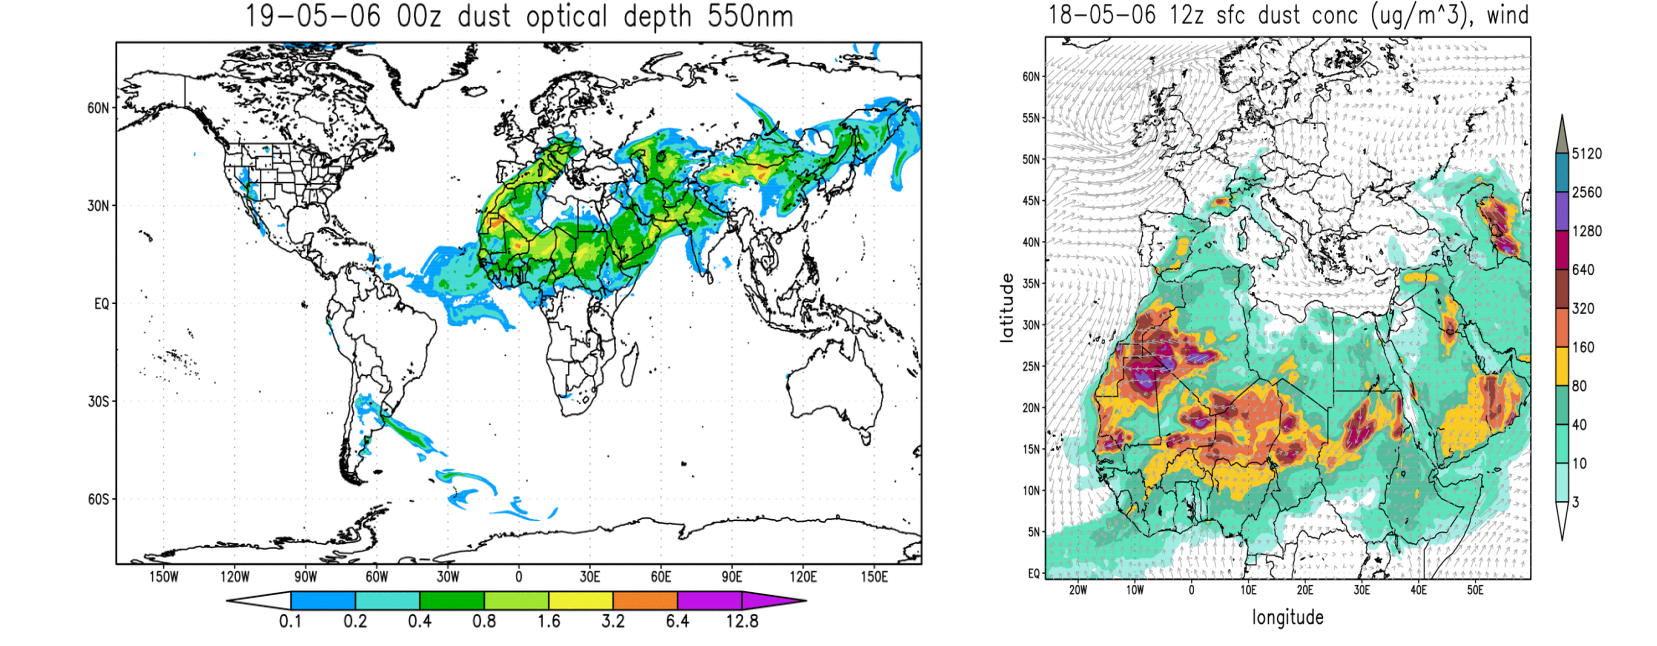 19-05-06 00z dust optical depth 550nm
60N
30N
EQ
30S
60S
150W 120W 90W 60W 30W 0 30E 60E 90E 120E 150E
0.1 0.2 0.4 0.8 1.6 3.2 6.4 12.8
18-05-06 12z sfc dust conc (ug/m^3), wind
latitude
60N
55N
50N
45N
40N
35N
30N
25N
20N
15N
10N
5N
EQ
20W 10W 0 10E 20E 30E 40E 50E
longitude
5120
2560
1280
640
320
160
80
40
10
3